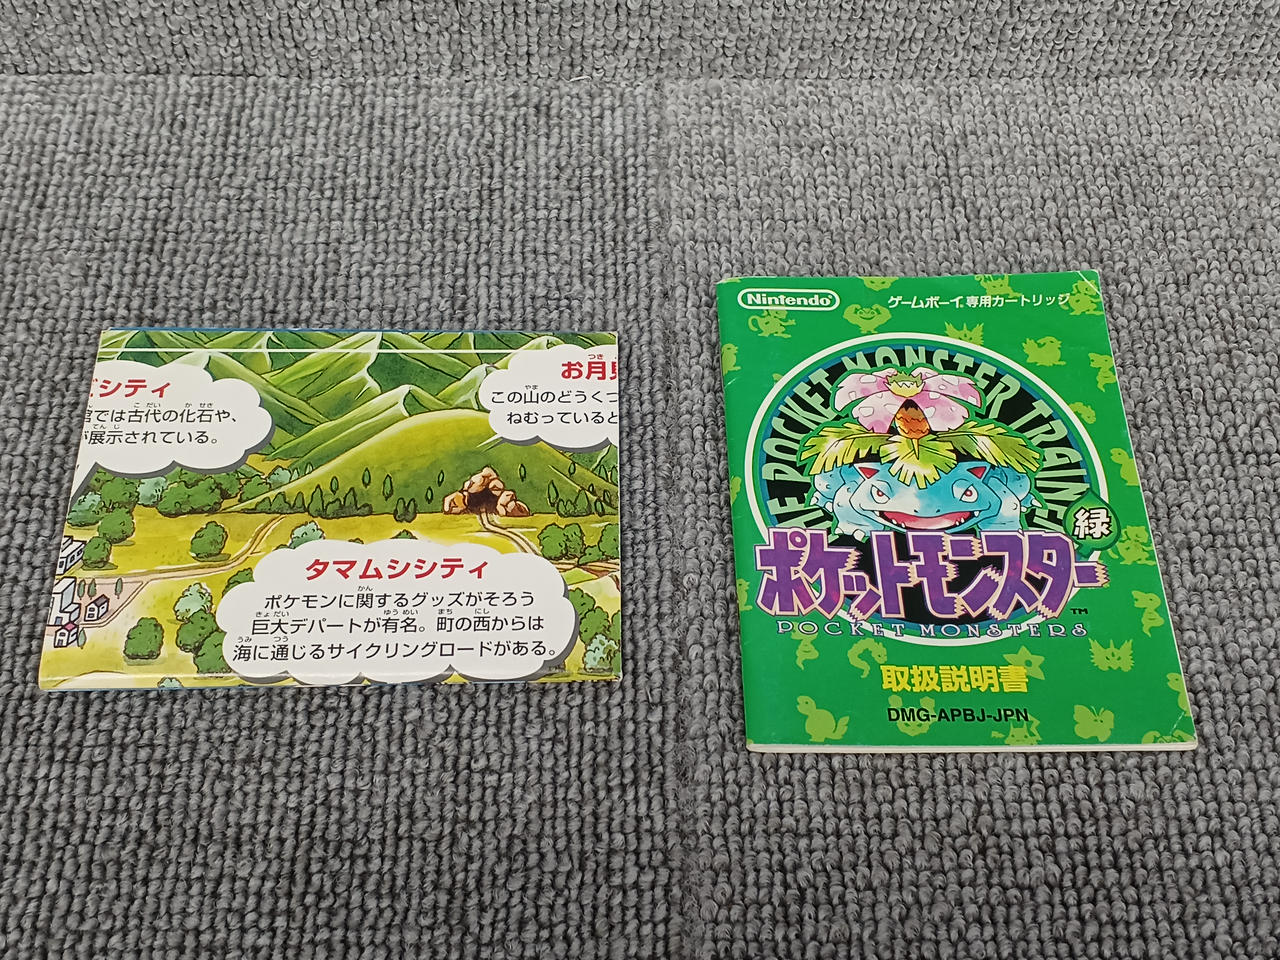 ビシティ
館では古代の化石や、
が展示されている。
お月見
この山のどうくつ
ねむっていると
タマムシシティ
ポケモンに関するグッズがそろう
巨大デパートが有名。町の西からは
海に通じるサイクリングロードがある。
Nintendo
ゲームボーイ専用カートリッジ
THE POCKET MONSTER TRAINER
緑
ポケットモンスター
TM
POCKET MONSTERS
取扱説明書
DMG-APBJ-JPN